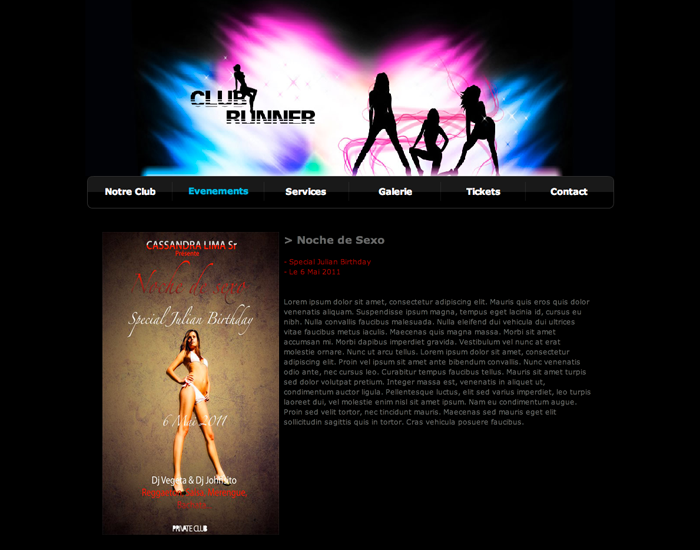 CLUB
RUNNER
Notre Club
Evenements
Services
Galerie
Tickets
Contact
CASSANDRA LIMA Sr
Présente
Noche de sexo
Special Julian Birthday
6 Mai 2011
Dj Vegeta & Dj Johnsito
PRIVATE CLUB
> Noche de Sexo
- Special Julian Birthday
- Le 6 Mai 2011
Lorem ipsum dolor sit amet, consectetur adipiscing elit. Mauris quis eros quis dolor
venenatis aliquam. Suspendisse ipsum magna, tempus eget lacinia id, cursus eu
nibh. Nulla convallis faucibus malesuada. Nulla eleifend dui vehicula dui ultrices
vitae faucibus metus iaculis. Maecenas quis magna massa. Morbi sit amet
accumsan mi. Morbi dapibus imperdiet gravida. Vestibulum vel nunc at erat
molestie ornare. Nunc ut arcu tellus. Lorem ipsum dolor sit amet, consectetur
adipiscing elit. Proin vel ipsum sit amet ante bibendum convallis. Nunc venenatis
odio ante, nec cursus leo. Curabitur tempus faucibus tellus. Mauris sit amet turpis
sed dolor volutpat pretium. Integer massa est, venenatis in aliquet ut,
condimentum auctor ligula. Pellentesque luctus, elit sed varius imperdiet, leo turpis
laoreet dui, vel molestie enim nisl sit amet ipsum. Nam eu condimentum augue.
Proin sed velit tortor, nec tincidunt mauris. Maecenas sed mauris eget elit
sollicitudin sagittis quis in tortor. Cras vehicula posuere faucibus.